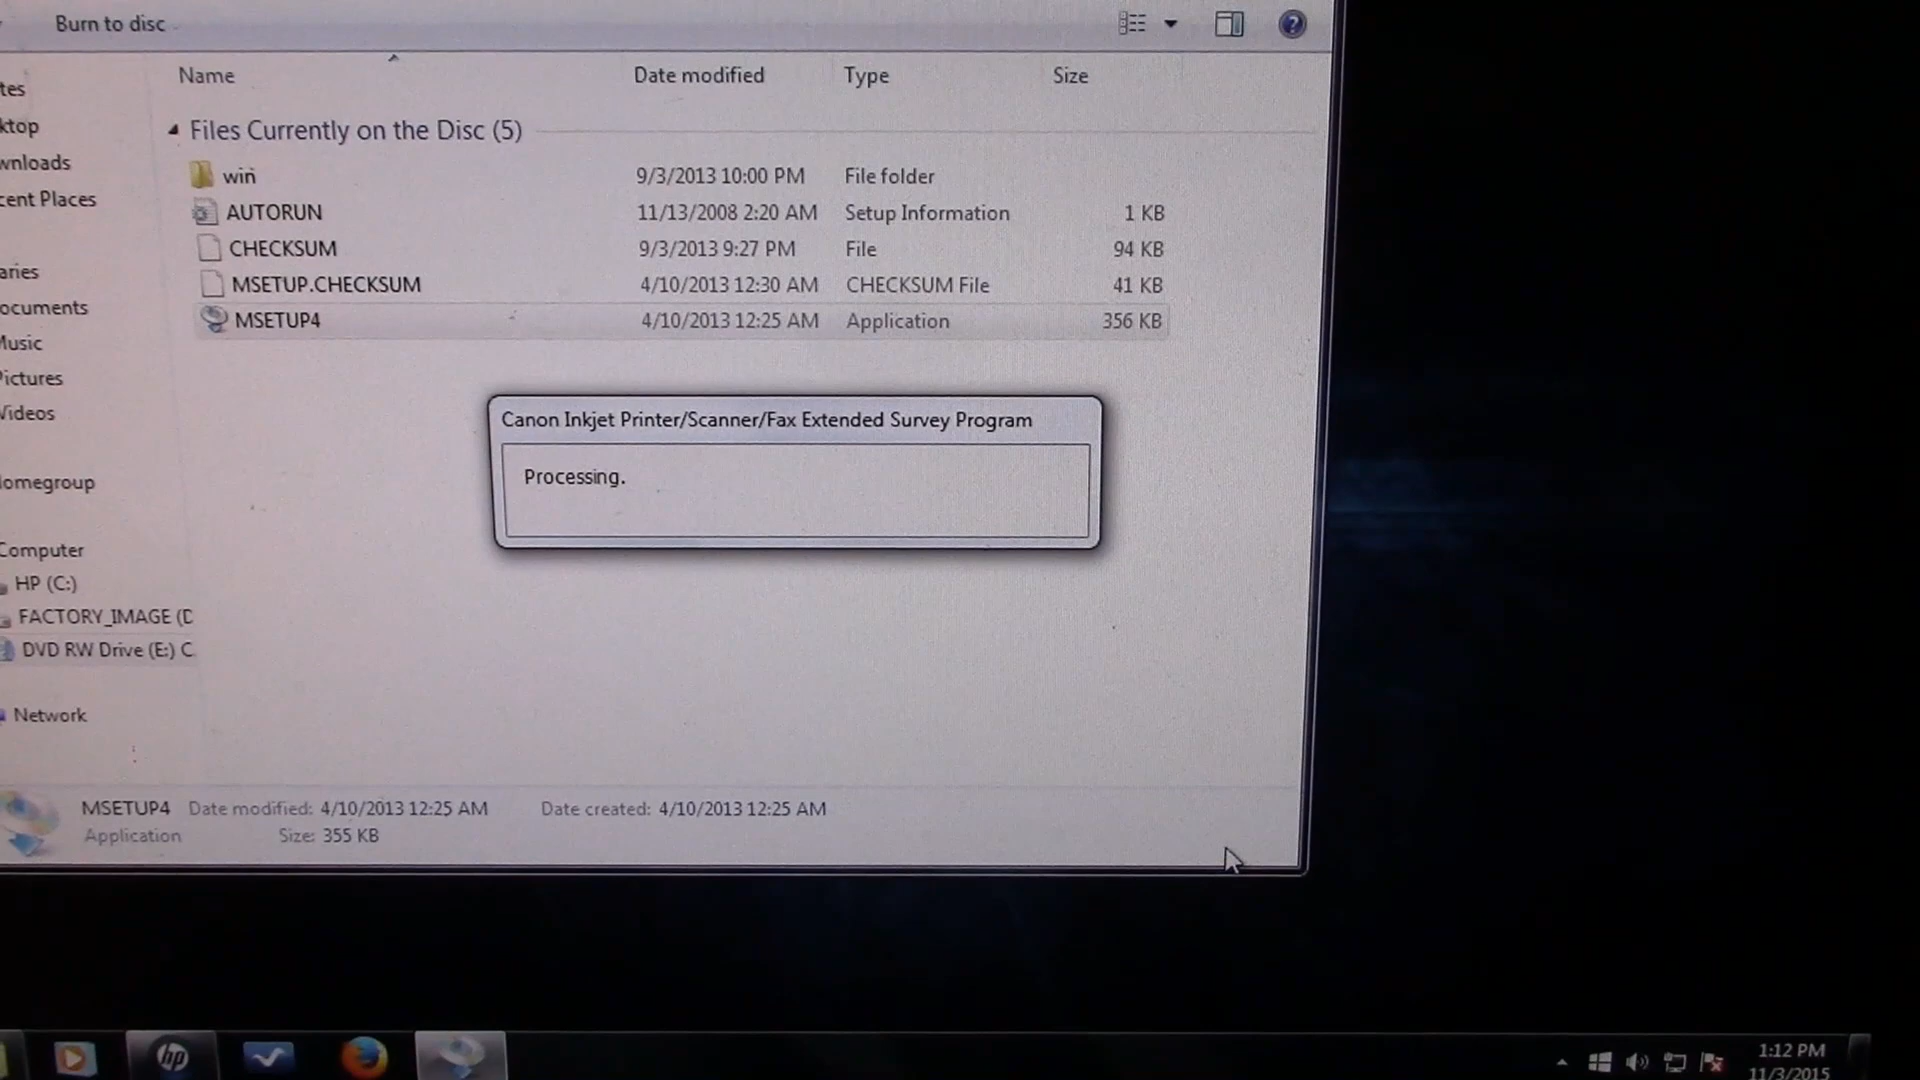 Burn to disc
Name Date modified Type Size
Files Currently on the Disc (5)
win 9/3/2013 10:00 PM File folder
AUTORUN 11/13/2008 2:20 AM Setup Information 1 KB
CHECKSUM 9/3/2013 9:27 PM File 94 KB
MSETUP.CHECKSUM 4/10/2013 12:30 AM CHECKSUM File 41 KB
MSETUP4 4/10/2013 12:25 AM Application 356 KB
tes
ktop
wnloads
cent Places
aries
ocuments
Music
Pictures
Videos
omegroup
Computer
HP (C:)
FACTORY_IMAGE (D
DVD RW Drive (E:) C
Network
Canon Inkjet Printer/Scanner/Fax Extended Survey Program
Processing.
MSETUP4 Date modified: 4/10/2013 12:25 AM Date created: 4/10/2013 12:25 AM
Application Size: 355 KB
hp
1:12 PM
11/3/2015